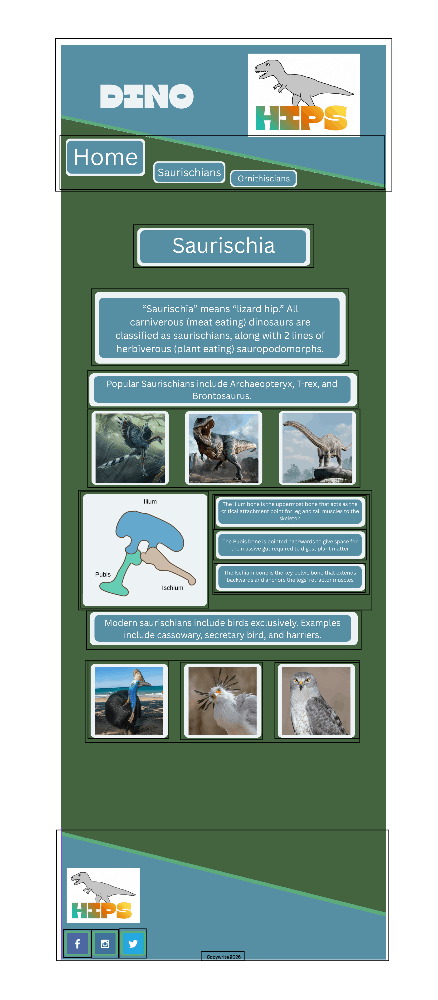 DINO
HIPS
Home
Saurischians
Ornithiscians
Saurischia
“Saurischia” means “lizard hip.” All
carniverous (meat eating) dinosaurs are
classified as saurischians, along with 2 lines of
herbiverous (plant eating) sauropodomorphs.
Popular Saurischians include Archaeopteryx, T-rex, and
Brontosaurus.
Ilium
Pubis
Ischium
The Ilium bone is the uppermost bone that acts as the
critical attachment point for leg and tail muscles to the
skeleton
The Pubis bone is pointed backwards to give space for
the massive gut required to digest plant matter
The Ischium bone is the key pelvic bone that extends
backwards and anchors the legs’ retractor muscles
Modern saurischians include birds exclusively. Examples
include cassowary, secretary bird, and harriers.
HIPS
f
Copywrite 2026